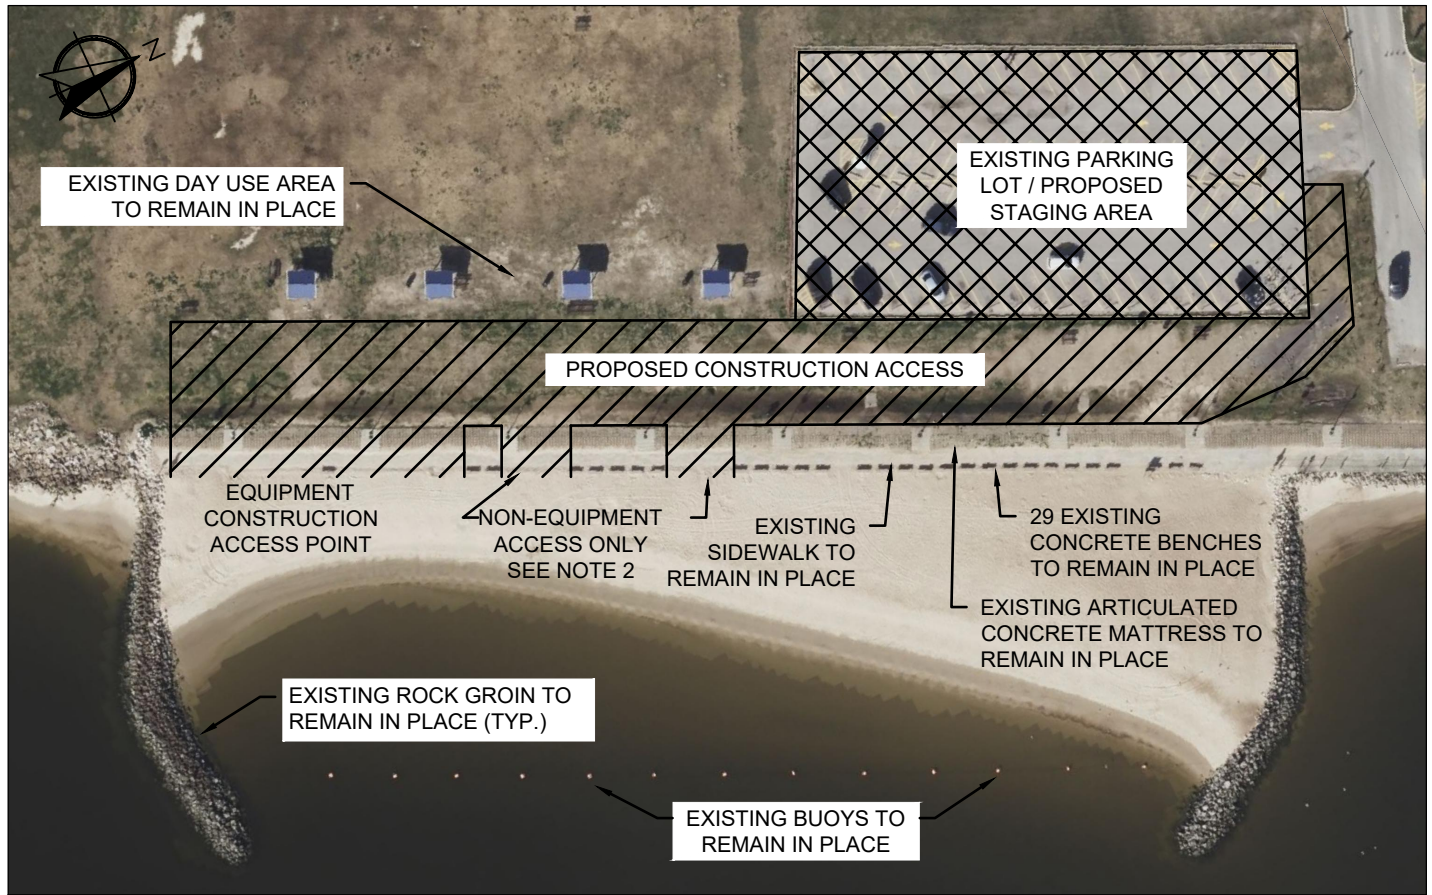 N
EXISTING PARKING
LOT / PROPOSED
STAGING AREA
EXISTING DAY USE AREA
TO REMAIN IN PLACE
PROPOSED CONSTRUCTION ACCESS
EQUIPMENT
CONSTRUCTION
ACCESS POINT
NON-EQUIPMENT
ACCESS ONLY
SEE NOTE 2
EXISTING
SIDEWALK TO
REMAIN IN PLACE
29 EXISTING
CONCRETE BENCHES
TO REMAIN IN PLACE
EXISTING ARTICULATED
CONCRETE MATTRESS TO
REMAIN IN PLACE
EXISTING ROCK GROIN TO
REMAIN IN PLACE (TYP.)
EXISTING BUOYS TO
REMAIN IN PLACE